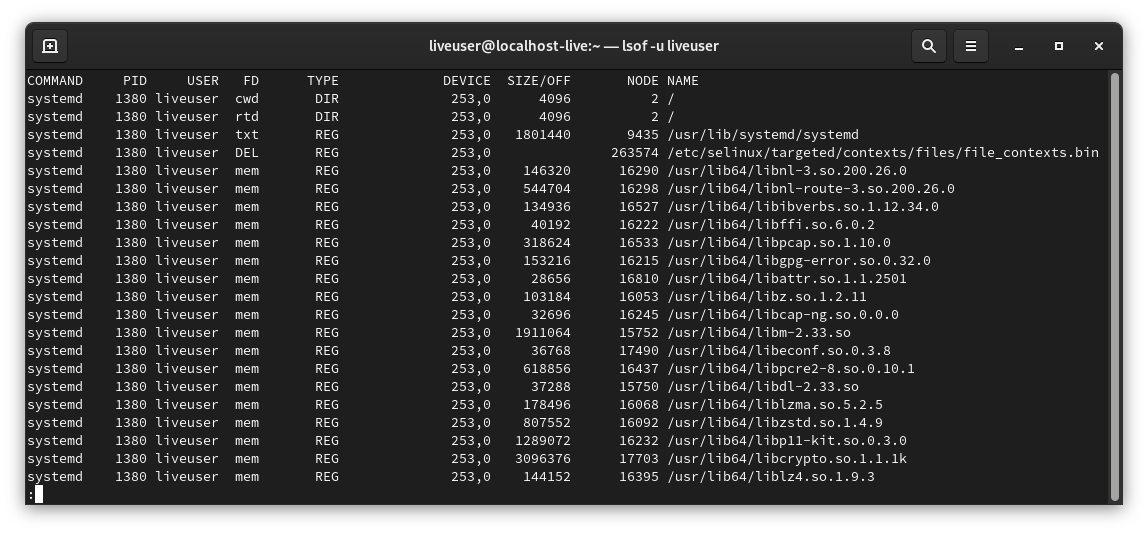 liveuser@localhost-live:~ — lsof -u liveuser
COMMAND     PID     USER   FD      TYPE             DEVICE  SIZE/OFF       NODE NAME
systemd    1380 liveuser  cwd       DIR              253,0      4096          2 /
systemd    1380 liveuser  rtd       DIR              253,0      4096          2 /
systemd    1380 liveuser  txt       REG              253,0   1801440       9435 /usr/lib/systemd/systemd
systemd    1380 liveuser  DEL       REG              253,0               263574 /etc/selinux/targeted/contexts/files/file_contexts.bin
systemd    1380 liveuser  mem       REG              253,0    146320      16290 /usr/lib64/libnl-3.so.200.26.0
systemd    1380 liveuser  mem       REG              253,0    544704      16298 /usr/lib64/libnl-route-3.so.200.26.0
systemd    1380 liveuser  mem       REG              253,0    134936      16527 /usr/lib64/libibverbs.so.1.12.34.0
systemd    1380 liveuser  mem       REG              253,0     40192      16222 /usr/lib64/libffi.so.6.0.2
systemd    1380 liveuser  mem       REG              253,0    318624      16533 /usr/lib64/libpcap.so.1.10.0
systemd    1380 liveuser  mem       REG              253,0    153216      16215 /usr/lib64/libgpg-error.so.0.32.0
systemd    1380 liveuser  mem       REG              253,0     28656      16810 /usr/lib64/libattr.so.1.1.2501
systemd    1380 liveuser  mem       REG              253,0    103184      16053 /usr/lib64/libz.so.1.2.11
systemd    1380 liveuser  mem       REG              253,0     32696      16245 /usr/lib64/libcap-ng.so.0.0.0
systemd    1380 liveuser  mem       REG              253,0   1911064      15752 /usr/lib64/libm-2.33.so
systemd    1380 liveuser  mem       REG              253,0     36768      17490 /usr/lib64/libeconf.so.0.3.8
systemd    1380 liveuser  mem       REG              253,0    618856      16437 /usr/lib64/libpcre2-8.so.0.10.1
systemd    1380 liveuser  mem       REG              253,0     37288      15750 /usr/lib64/libdl-2.33.so
systemd    1380 liveuser  mem       REG              253,0    178496      16068 /usr/lib64/liblzma.so.5.2.5
systemd    1380 liveuser  mem       REG              253,0    807552      16092 /usr/lib64/libzstd.so.1.4.9
systemd    1380 liveuser  mem       REG              253,0   1289072      16232 /usr/lib64/libp11-kit.so.0.3.0
systemd    1380 liveuser  mem       REG              253,0   3096376      17703 /usr/lib64/libcrypto.so.1.1.1k
systemd    1380 liveuser  mem       REG              253,0    144152      16395 /usr/lib64/liblz4.so.1.9.3
: